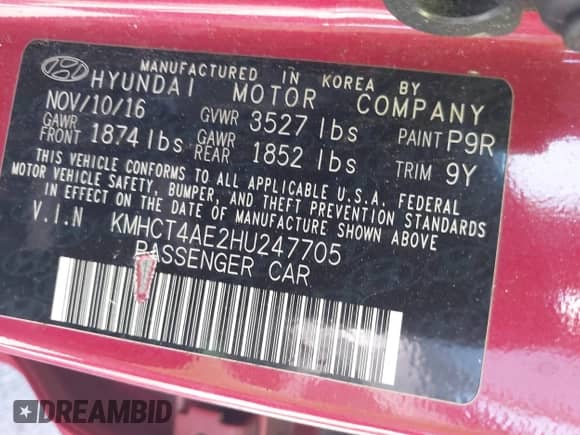 MANUFACTURED IN KOREA BY
HYUNDAI MOTOR COMPANY
NOV/10/16 GVWR 3527 lbs PAINT P9R
GAWR FRONT 1874 lbs GAWR REAR 1852 lbs TRIM 9Y
THIS VEHICLE CONFORMS TO ALL APPLICABLE U.S.A. FEDERAL
MOTOR VEHICLE SAFETY, BUMPER, AND THEFT PREVENTION STANDARDS
IN EFFECT ON THE DATE OF MANUFACTURE SHOWN ABOVE
V.I.N KMHCT4AE2HU247705
PASSENGER CAR
DREAMBID